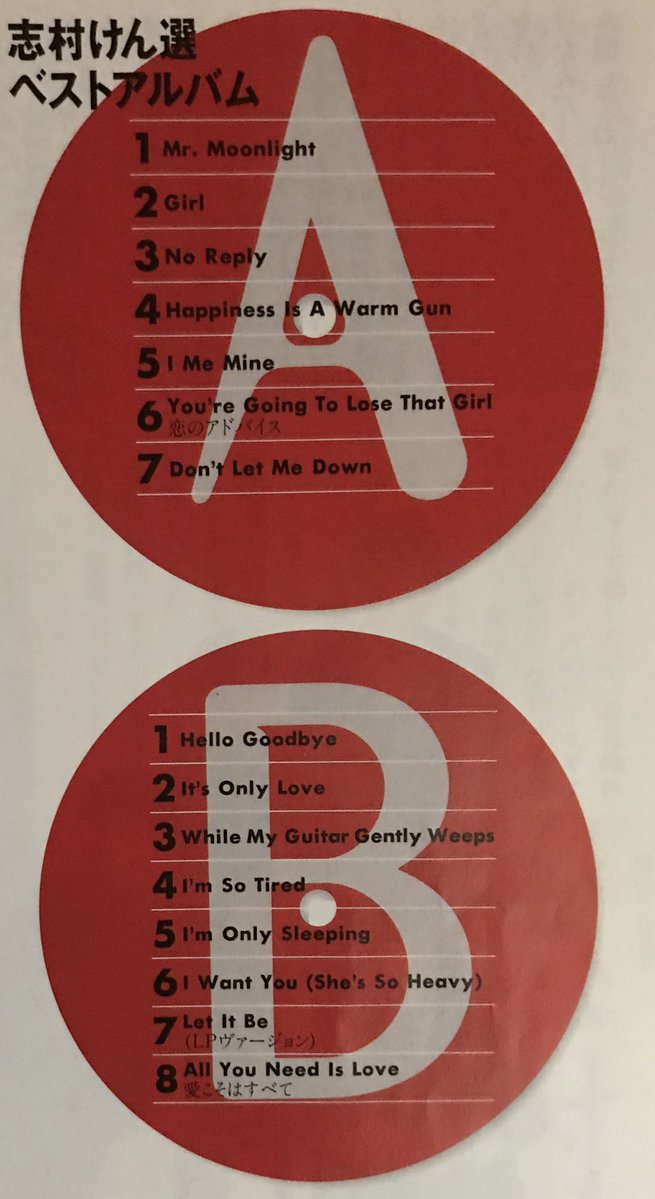 志村けん選
ベストアルバム
A
1 Mr. Moonlight
2 Girl
3 No Reply
4 Happiness Is A Warm Gun
5 I Me Mine
6 You're Going To Lose That Girl
恋のアドバイス
7 Don't Let Me Down
B
1 Hello Goodbye
2 It's Only Love
3 While My Guitar Gently Weeps
4 I'm So Tired
5 I'm Only Sleeping
6 I Want You (She's So Heavy)
7 Let It Be
(LPヴァージョン)
8 All You Need Is Love
愛こそはすべて